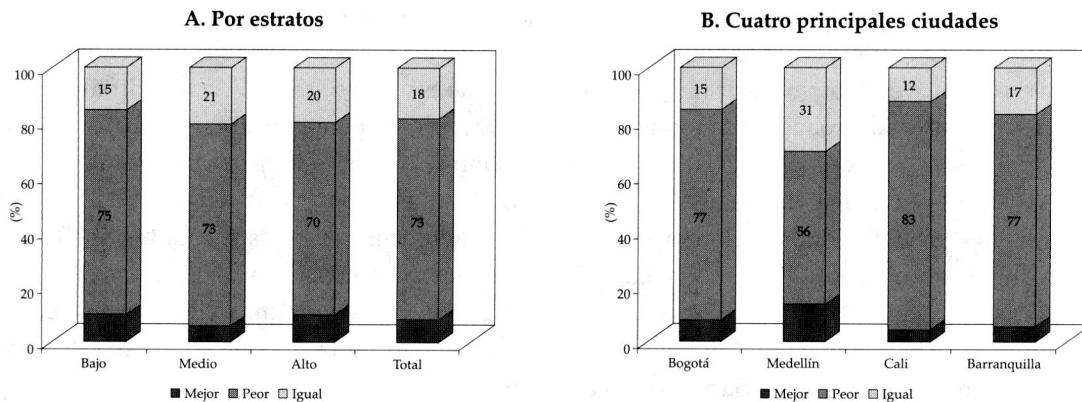 A. Por estratos
(%)
100
80
60
40
20
0
15
21
20
18
75
73
70
73
Bajo
Medio
Alto
Total
Mejor Peor Igual
B. Cuatro principales ciudades
(%)
100
80
60
40
20
0
15
31
12
17
77
56
83
77
Bogotá
Medellín
Cali
Barranquilla
Mejor Peor Igual